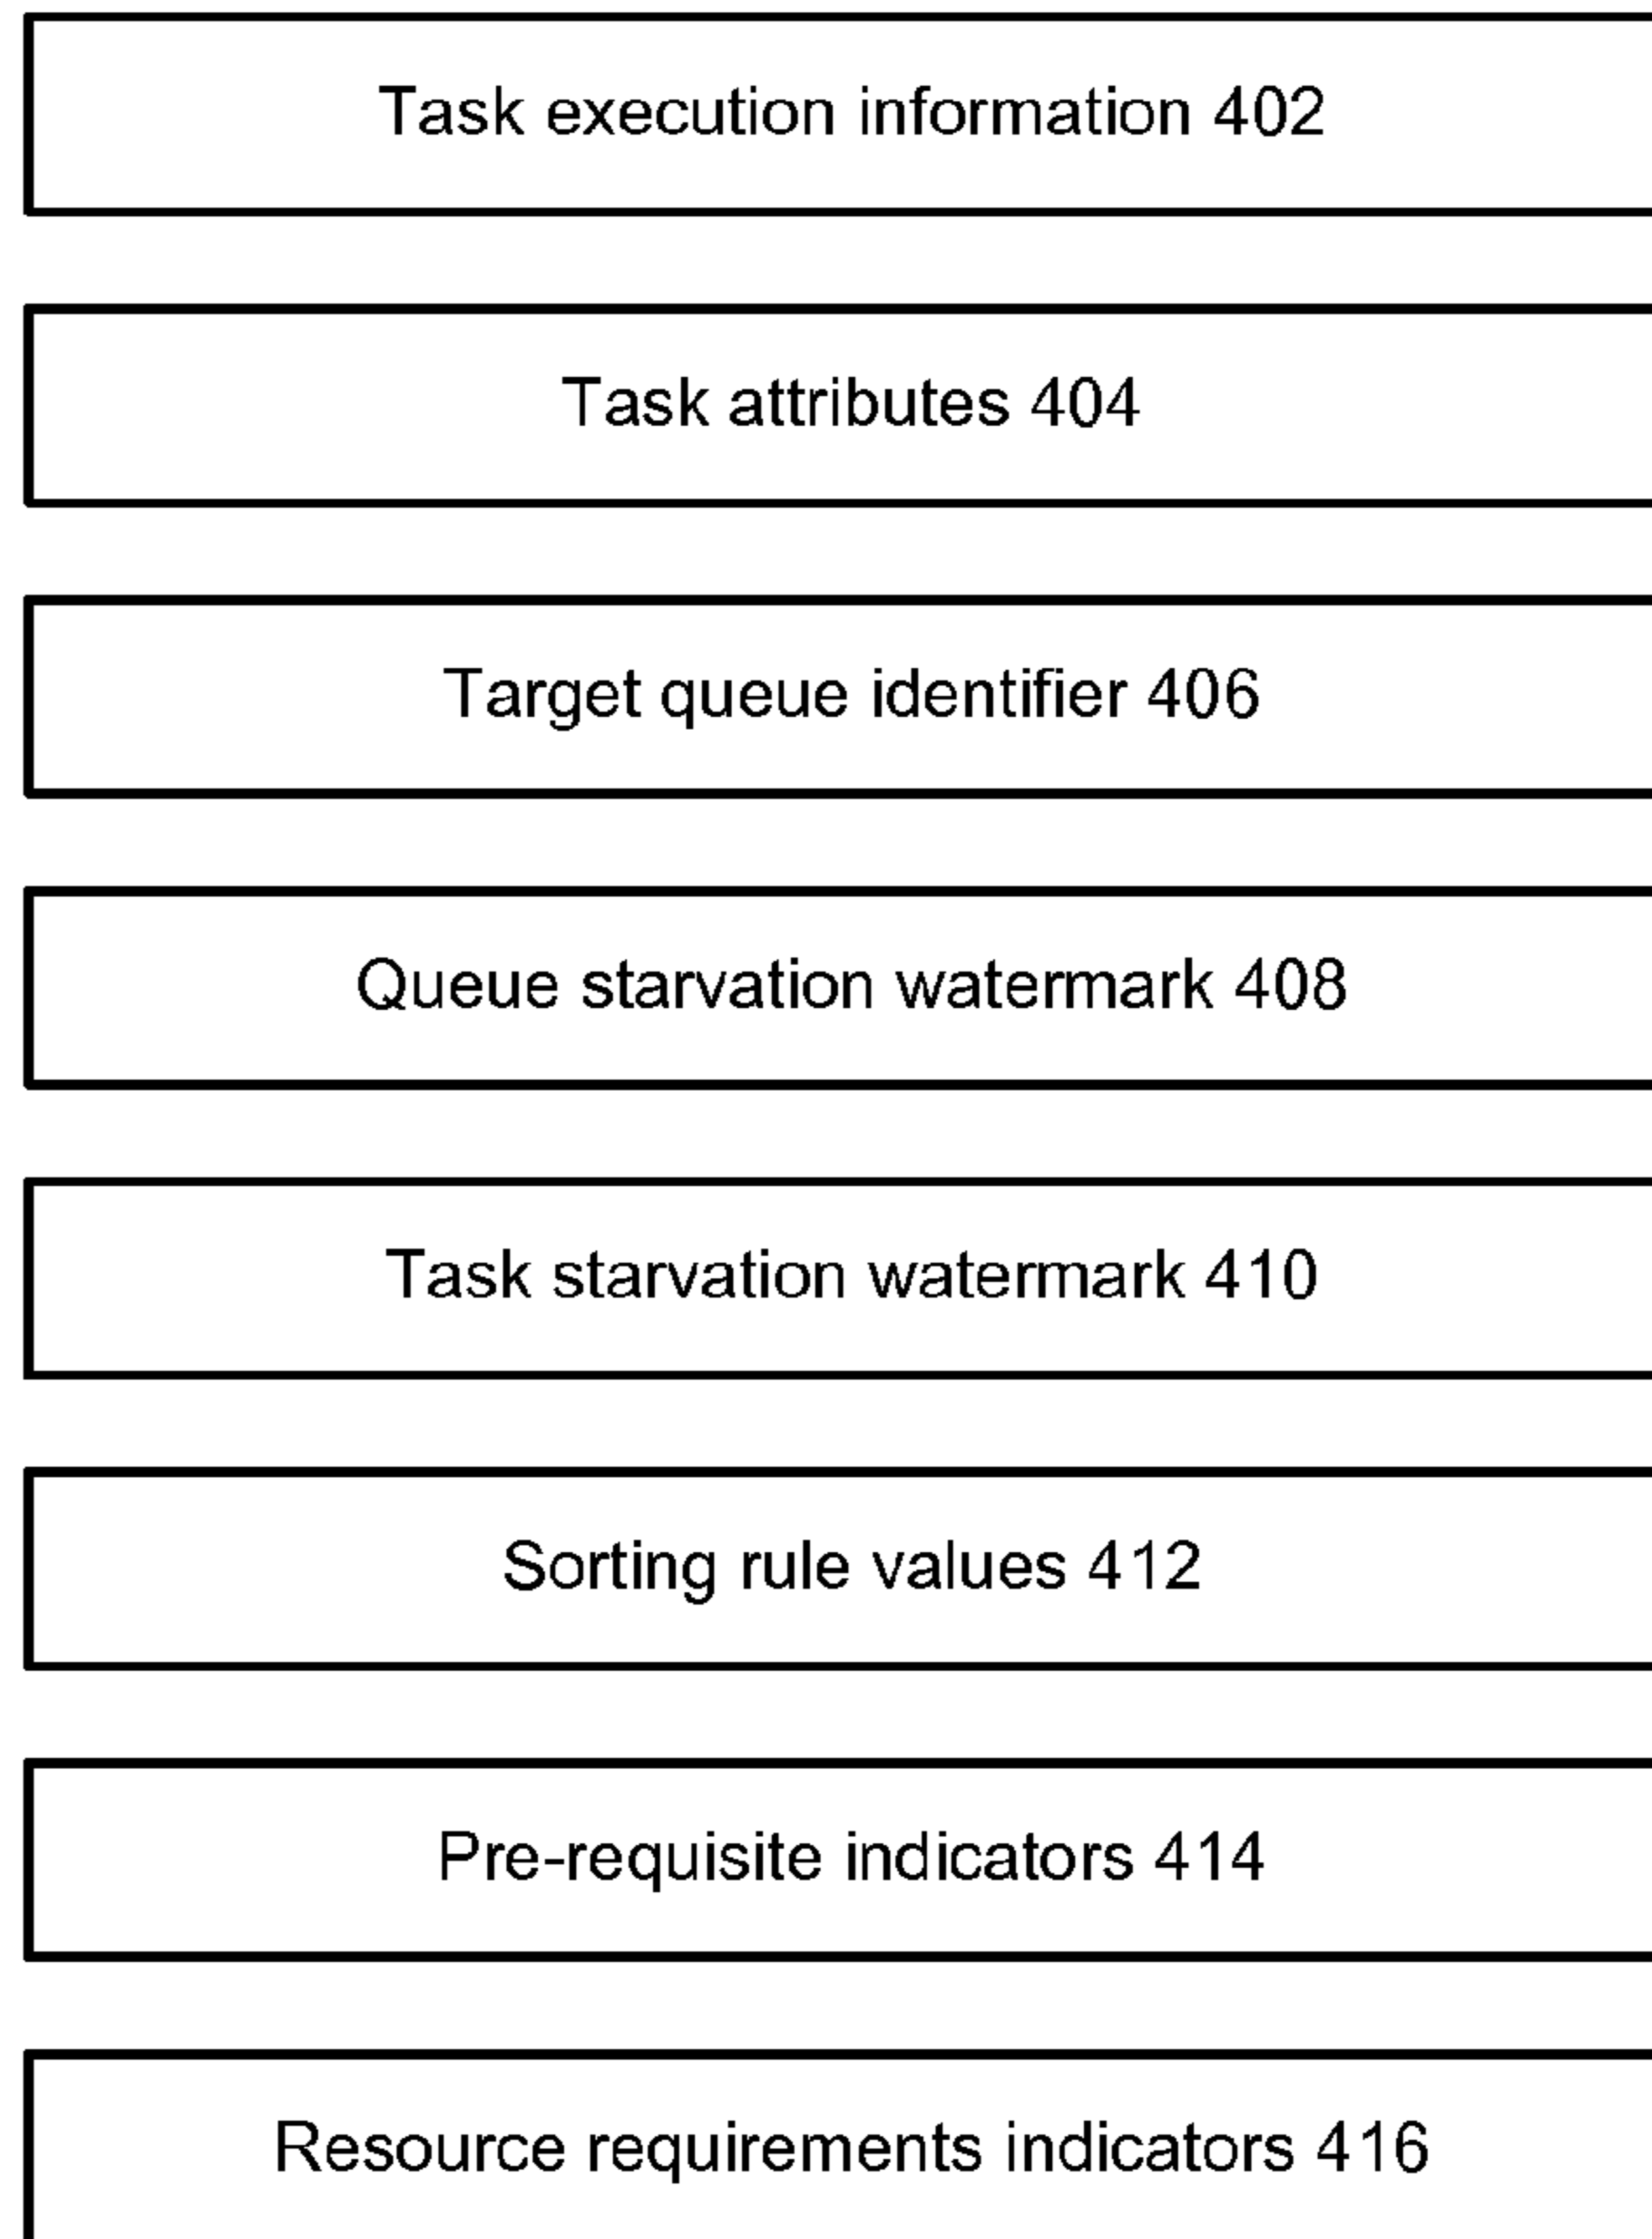 Task execution information 402
Task attributes 404
Target queue identifier 406
Queue starvation watermark 408
Task starvation watermark 410
Sorting rule values 412
Pre-requisite indicators 414
Resource requirements indicators 416